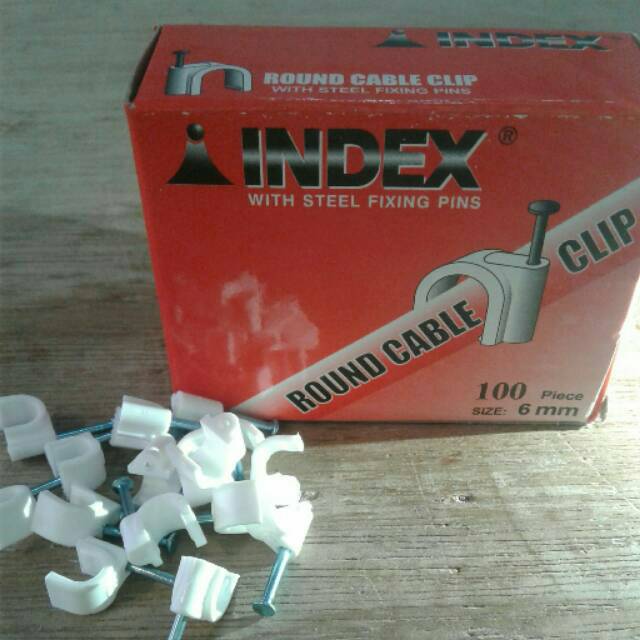 INDEX
ROUND CABLE CLIP
WITH STEEL FIXING PINS
INDEX®
WITH STEEL FIXING PINS
ROUND CABLE CLIP
100 Piece
SIZE: 6 mm